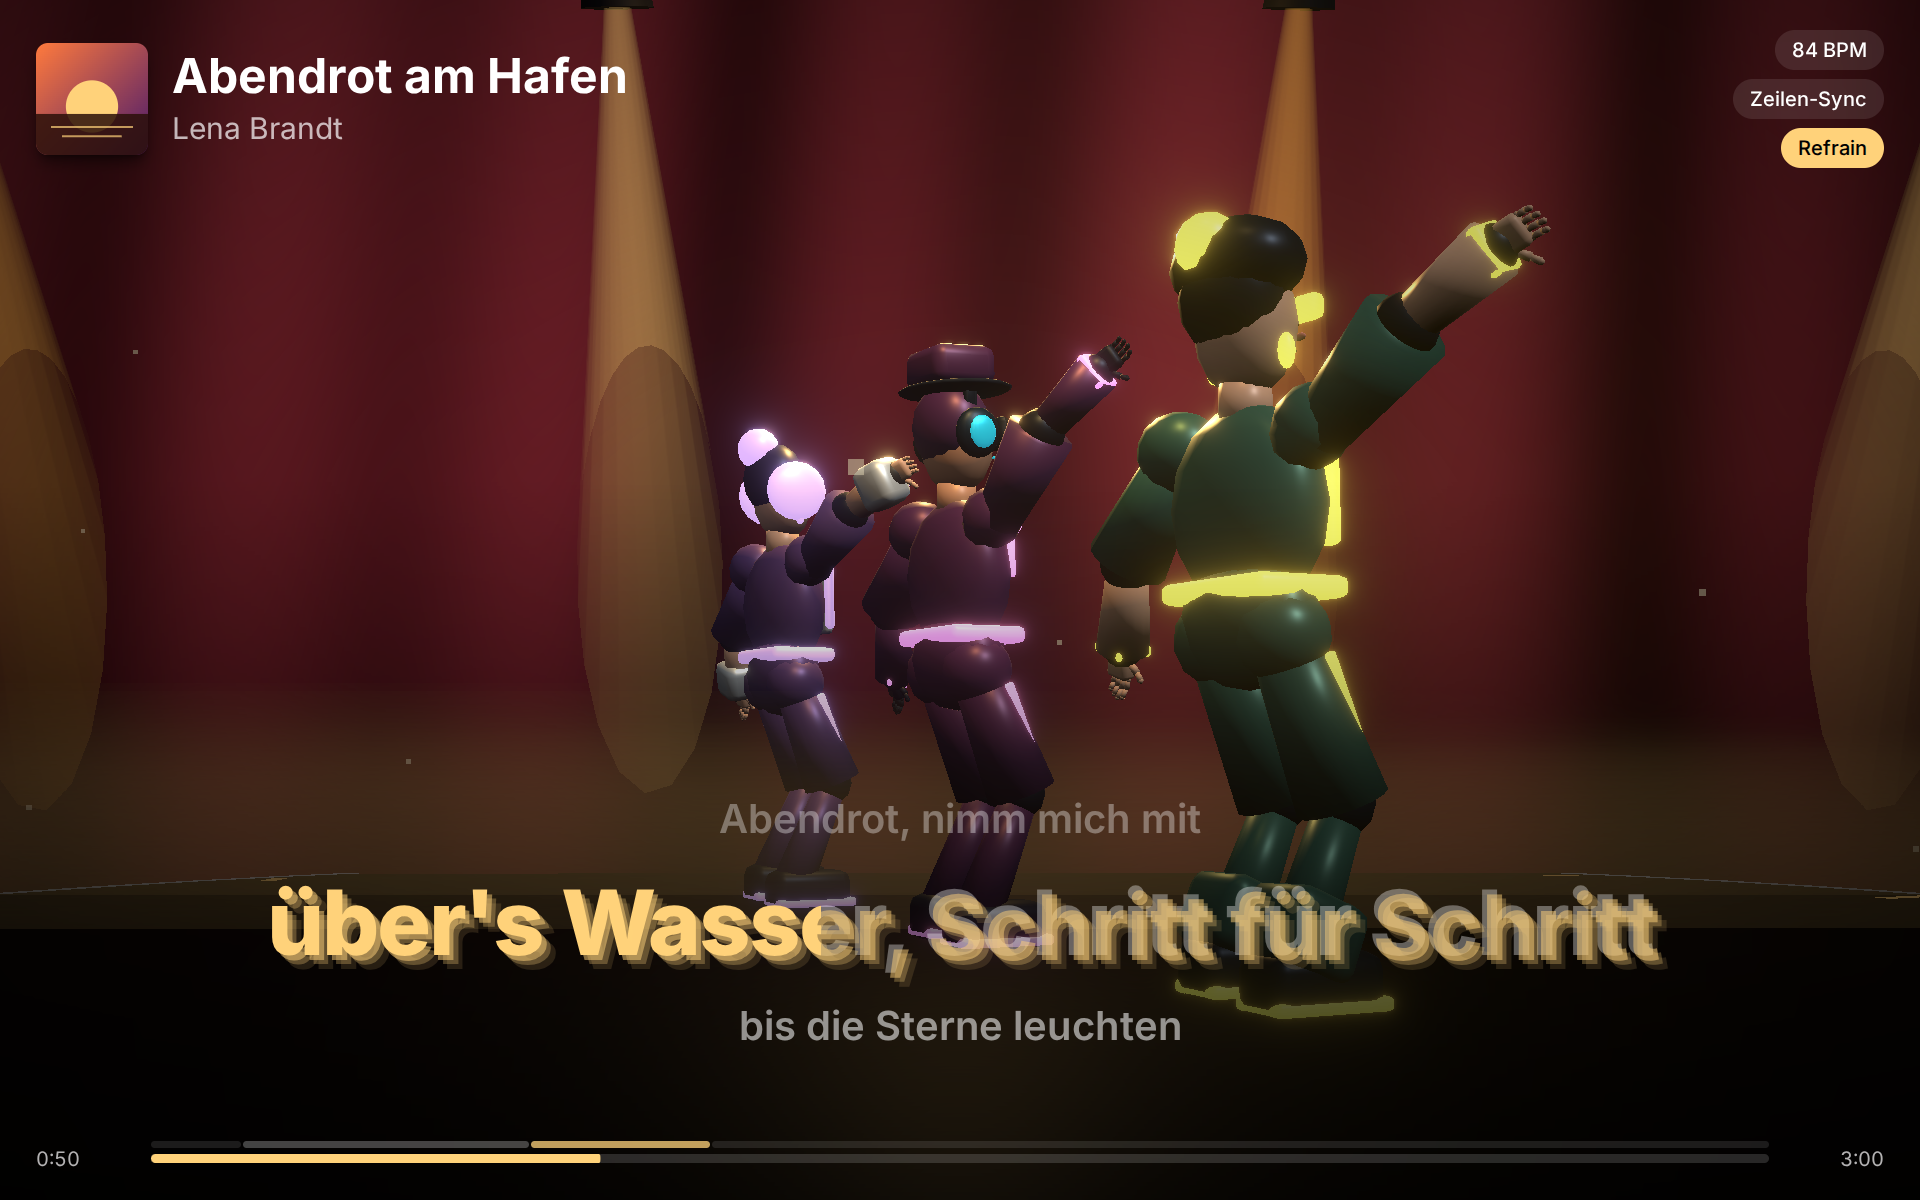 Abendrot am Hafen
Lena Brandt
84 BPM
Zeilen-Sync
Refrain
Abendrot, nimm mich mit
über's Wasser, Schritt für Schritt
bis die Sterne leuchten
0:50
3:00